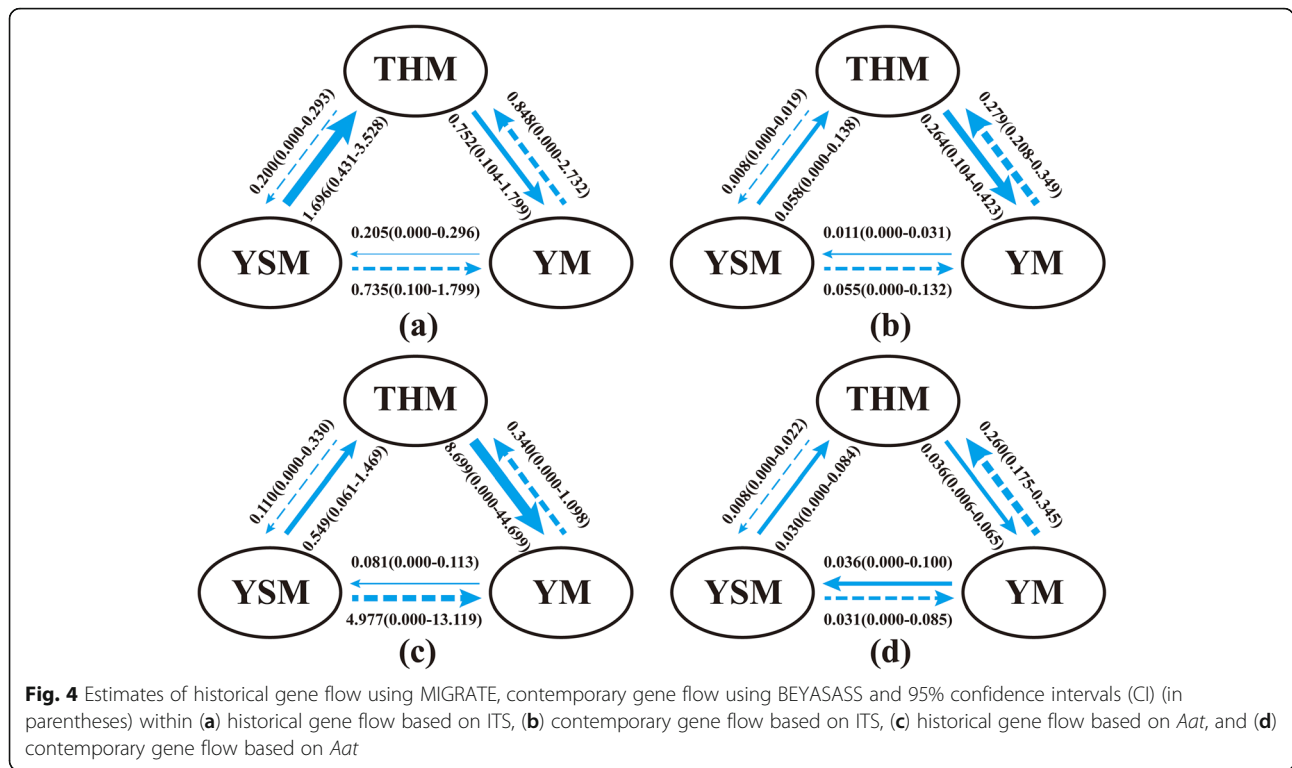 THM
0.200(0.000-0.293)
1.696(0.431-3.528)
0.848(0.000-2.732)
0.752(0.104-1.799)
0.205(0.000-0.296)
YSM
YM
0.735(0.100-1.799)
(a)
THM
0.008(0.000-0.019)
0.058(0.000-0.138)
0.279(0.208-0.349)
0.264(0.104-0.423)
0.011(0.000-0.031)
YSM
YM
0.055(0.000-0.132)
(b)
THM
0.110(0.000-0.330)
0.549(0.061-1.469)
0.340(0.000-1.098)
8.699(0.000-44.699)
0.081(0.000-0.113)
YSM
YM
4.977(0.000-13.119)
(c)
THM
0.008(0.000-0.022)
0.030(0.000-0.084)
0.260(0.175-0.345)
0.036(0.006-0.065)
0.036(0.000-0.100)
YSM
YM
0.031(0.000-0.085)
(d)
Fig. 4 Estimates of historical gene flow using MIGRATE, contemporary gene flow using BEYASASS and 95% confidence intervals (CI) (in
parentheses) within (a) historical gene flow based on ITS, (b) contemporary gene flow based on ITS, (c) historical gene flow based on Aat, and (d)
contemporary gene flow based on Aat